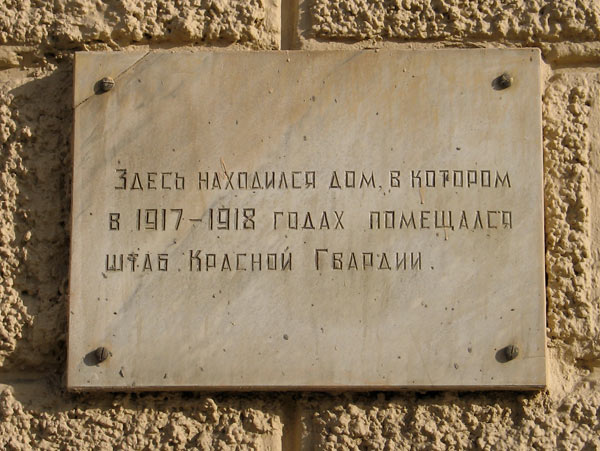 Здесь находился дом, в котором
в 1917-1918 годах помещался
штаб Красной Гвардии.